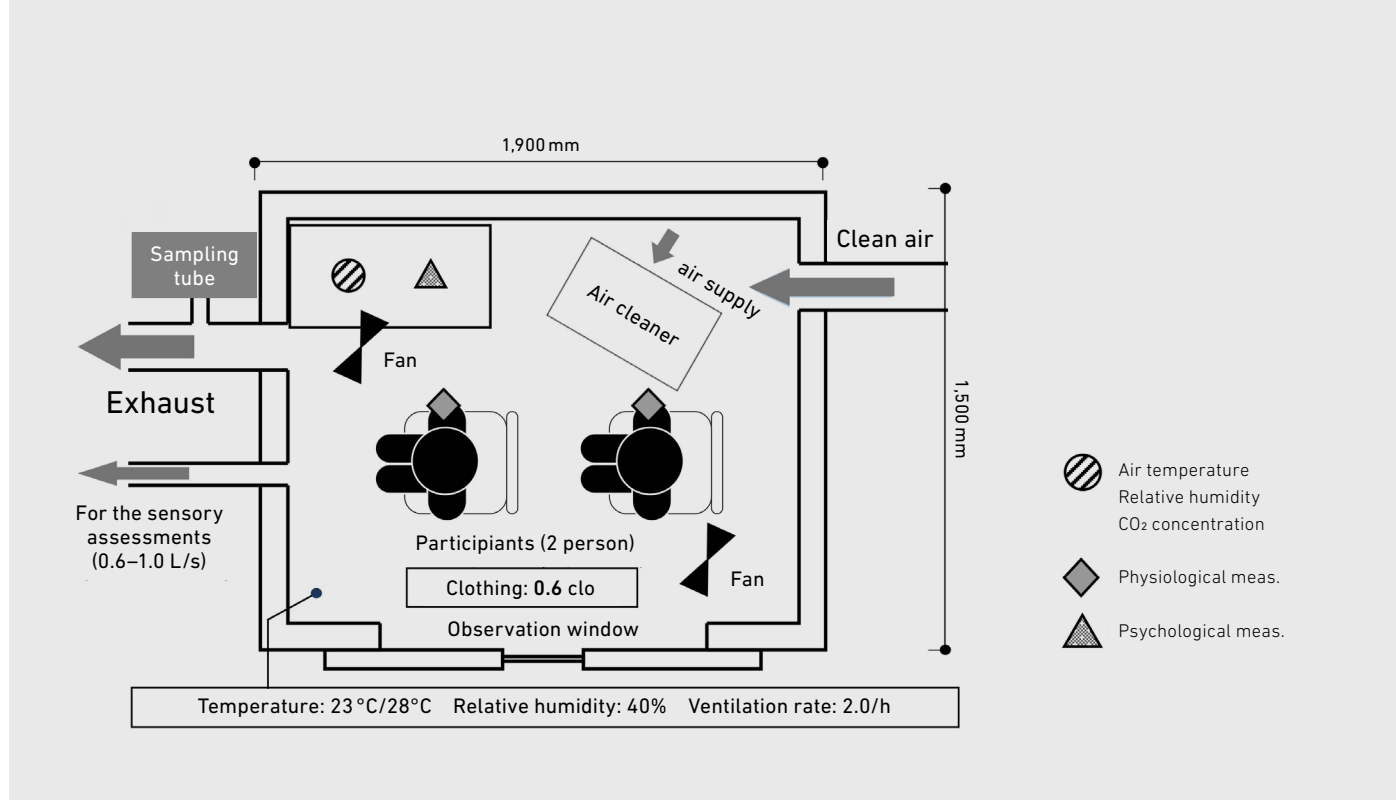 1,900 mm
Sampling
tube
Clean air
air supply
Air cleaner
Fan
Exhaust
1,500 mm
For the sensory
assessments
(0.6–1.0 L/s)
Participiants (2 person)
Fan
Clothing: 0.6 clo
Observation window
Temperature: 23 °C/28°C Relative humidity: 40% Ventilation rate: 2.0/h
Air temperature
Relative humidity
CO₂ concentration
Physiological meas.
Psychological meas.